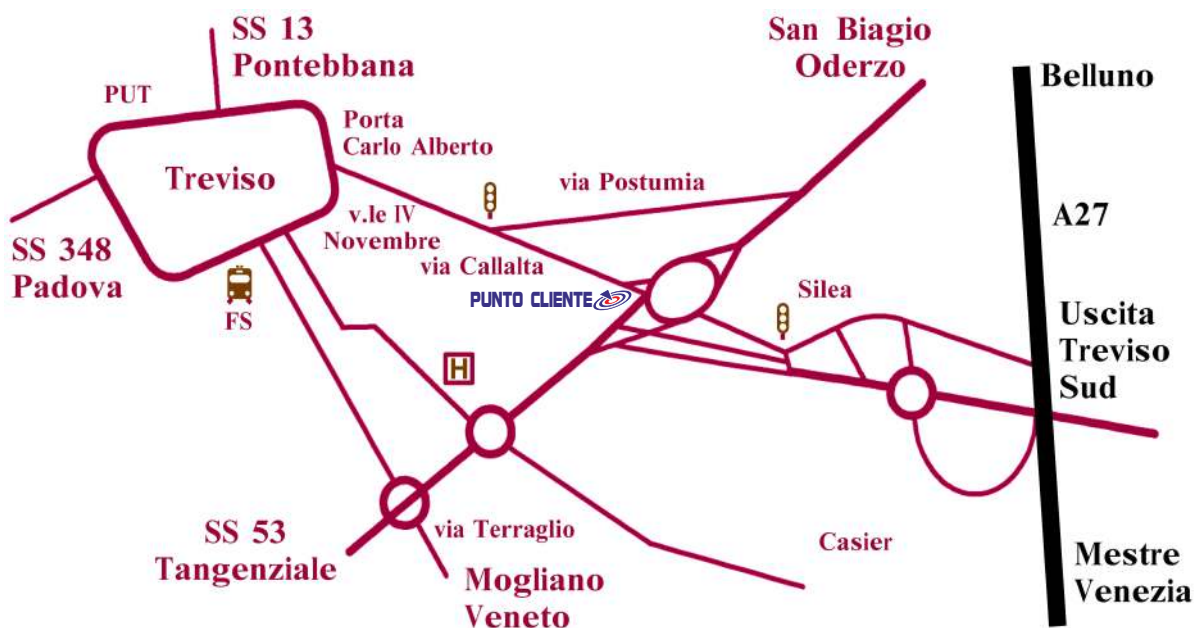 SS 13
Pontebbana
San Biagio
Oderzo
Belluno
PUT
Porta
Carlo Alberto
Treviso
via Postumia
A27
v.le IV
Novembre
via Callalta
SS 348
Padova
FS
PUNTO CLIENTE
Silea
Uscita
Treviso
Sud
H
SS 53
Tangenziale
via Terraglio
Casier
Mogliano
Veneto
Mestre
Venezia